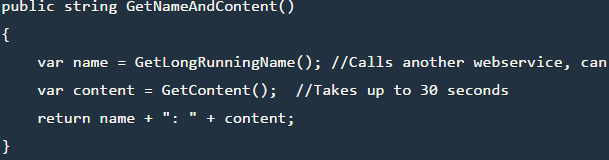 public string GetNameAndContent()
{
var name = GetLongRunningName(); //Calls another webservice, can
var content = GetContent(); //Takes up to 30 seconds
return name + ": " + content;
}